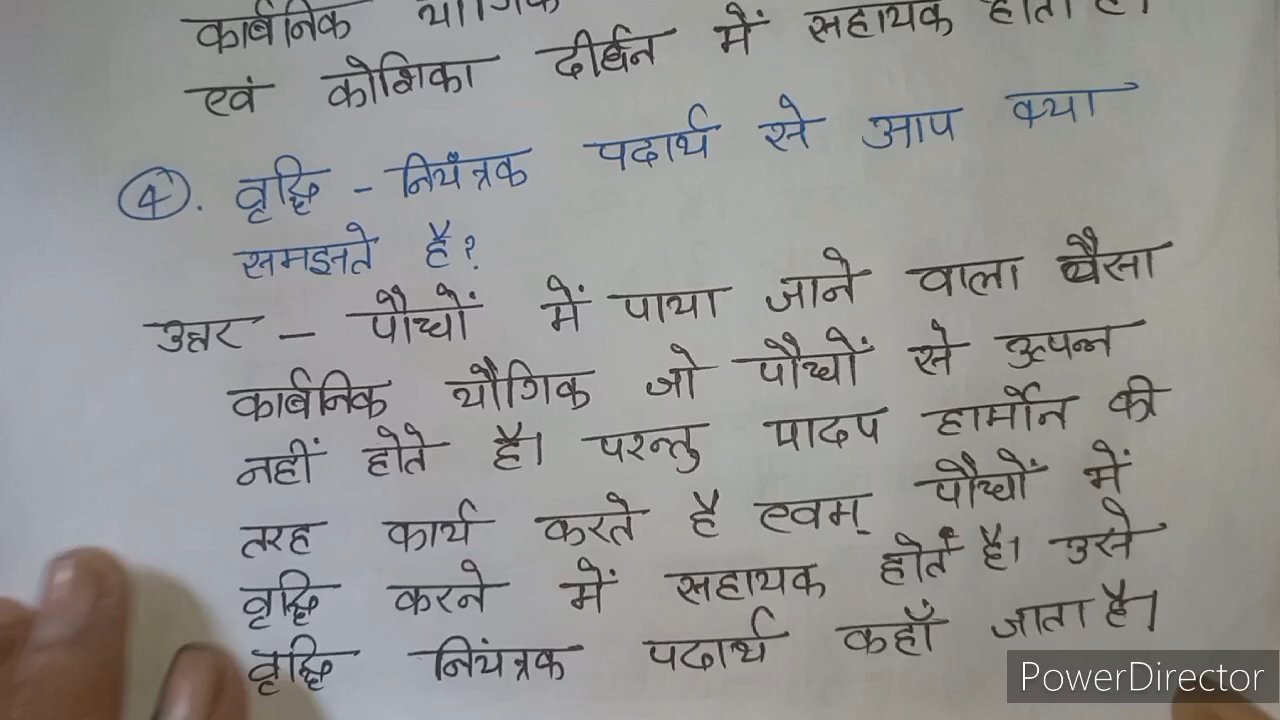 कार्बनिक यौगिक
एवं कोशिका दीर्घन में सहायक होता है।
④. वृद्धि - नियंत्रक पदार्थ से आप क्या
समझते है?
उत्तर - पौधों में पाया जाने वाला वैसा
कार्बनिक यौगिक जो पौधों से उत्पन्न
नहीं होते है। परन्तु पादप हार्मोन की
तरह कार्य करते है एवम् पौधों में
वृद्धि करने में सहायक होते है। उसे
वृद्धि नियंत्रक पदार्थ कहाँ जाता है।
PowerDirector